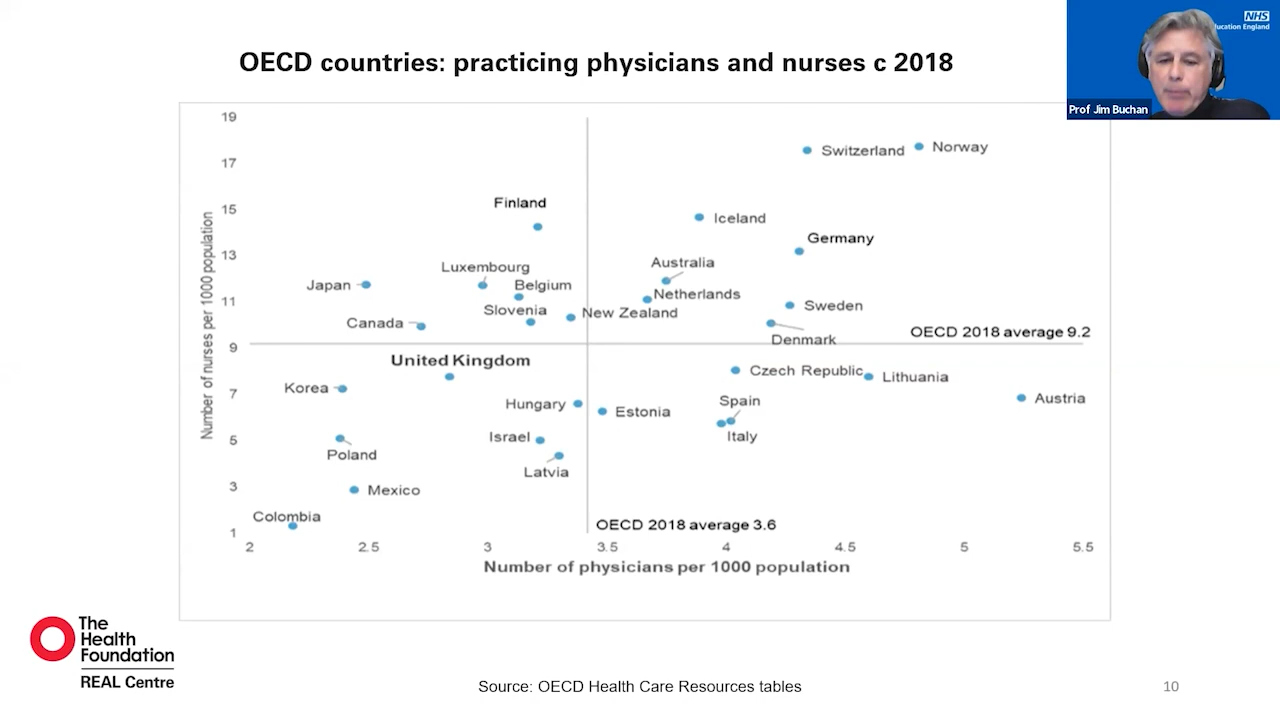 OECD countries: practicing physicians and nurses c 2018
NHS
ucation England
Prof Jim Buchan
Number of nurses per 1000 population
19
17
15
13
11
9
7
5
3
1
Switzerland
Norway
Finland
Iceland
Germany
Australia
Luxembourg
Japan
Belgium
Netherlands
Sweden
Slovenia
New Zealand
Canada
Denmark
OECD 2018 average 9.2
United Kingdom
Czech Republic
Lithuania
Korea
Austria
Hungary
Estonia
Spain
Israel
Italy
Poland
Latvia
Mexico
Colombia
OECD 2018 average 3.6
2
2.5
3
3.5
4
4.5
5
5.5
Number of physicians per 1000 population
The
Health
Foundation
REAL Centre
Source: OECD Health Care Resources tables
10